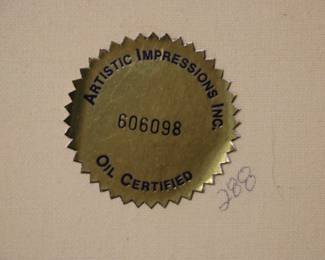 ARTISTIC IMPRESSIONS INC.
606098
OIL CERTIFIED
288